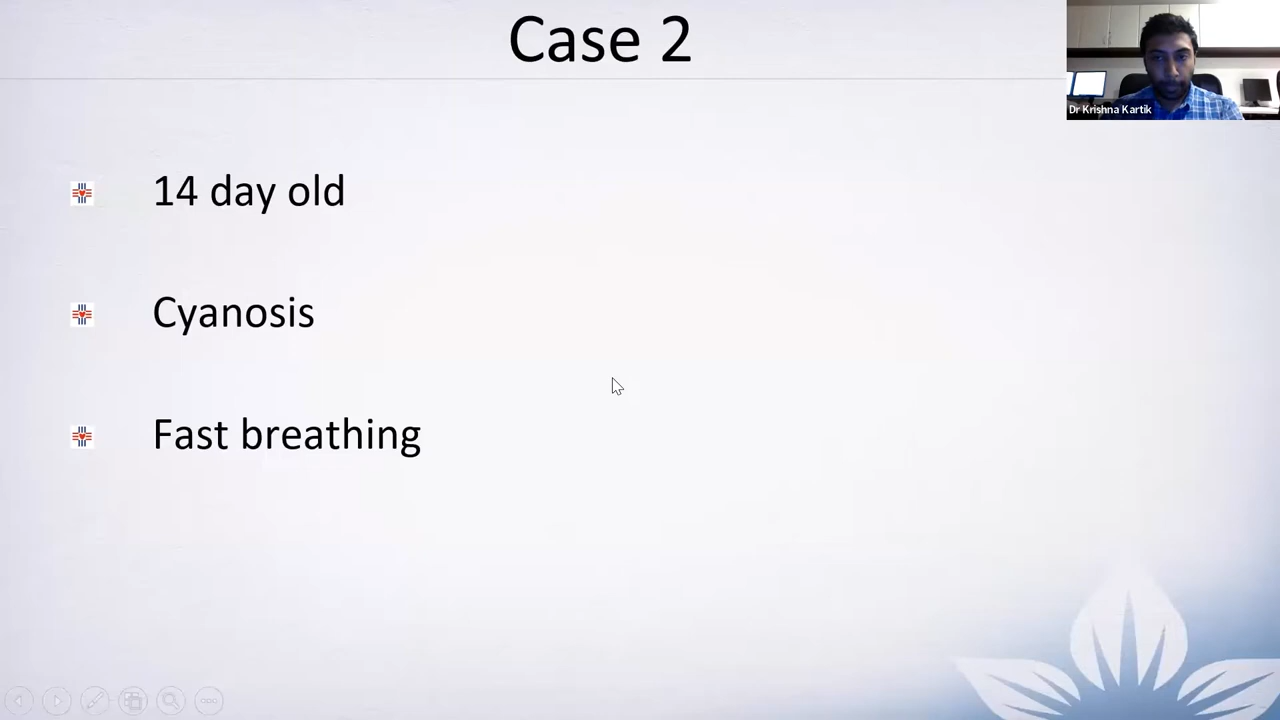 Case 2
Dr Krishna Kartik
14 day old
Cyanosis
Fast breathing